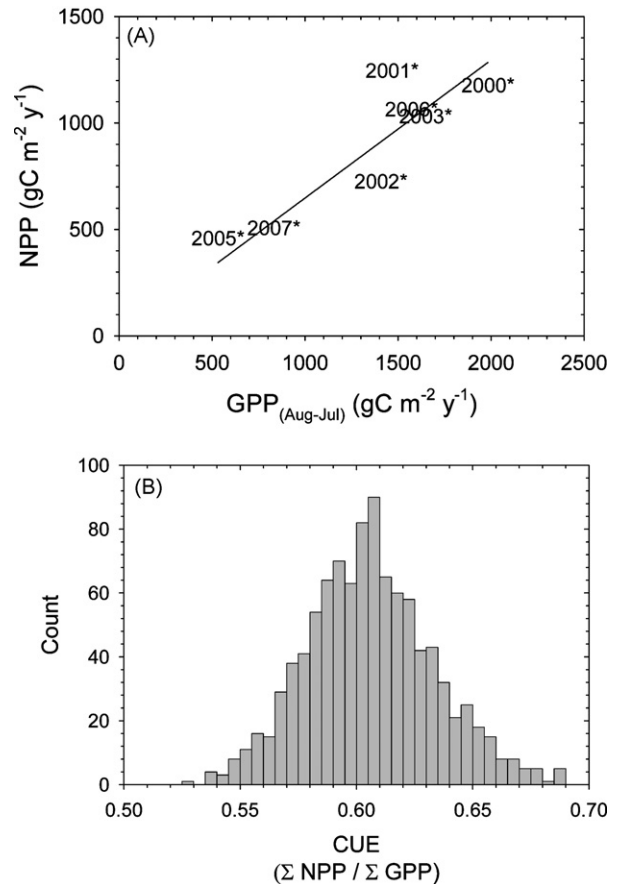 (A)
1500
1000
500
0
NPP (gC m⁻² y⁻¹)
2001*
2000*
2006*
2003*
2002*
2007*
2005*
0 500 1000 1500 2000 2500
GPP(Aug-Jul) (gC m⁻² y⁻¹)
(B)
100
80
60
40
20
0
Count
0.50 0.55 0.60 0.65 0.70
CUE
(Σ NPP / Σ GPP)